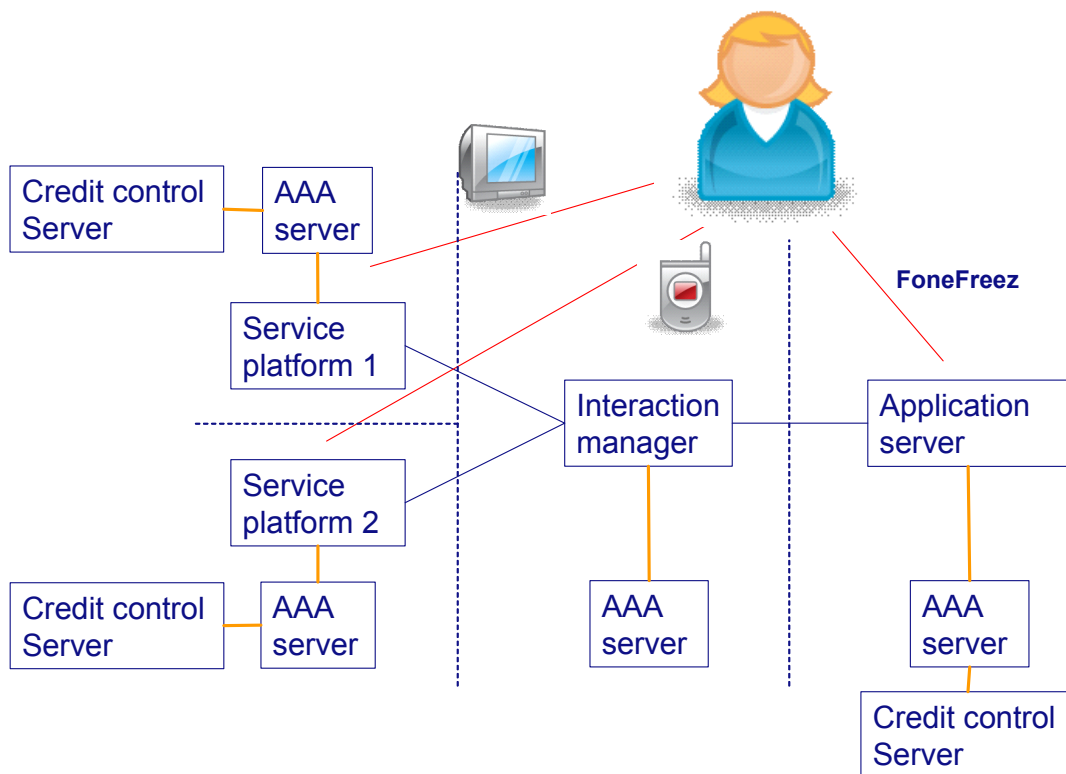 Credit control
Server
AAA
server
FoneFreez
Service
platform 1
Interaction
manager
Application
server
Service
platform 2
Credit control
Server
AAA
server
AAA
server
AAA
server
Credit control
Server